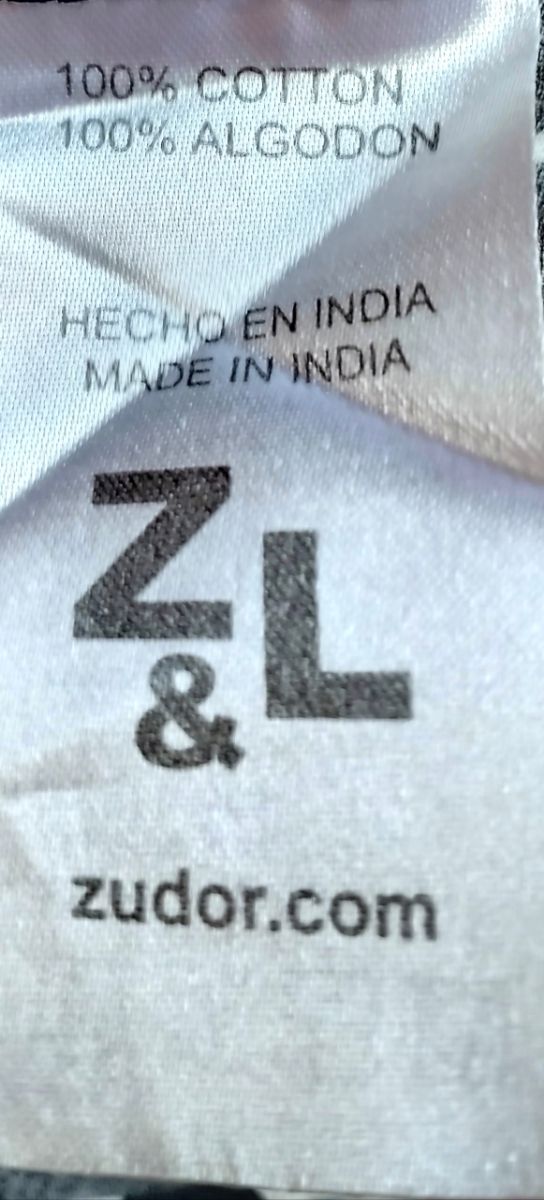 100% COTTON
100% ALGODON
HECHO EN INDIA
MADE IN INDIA
Z&L
zudor.com